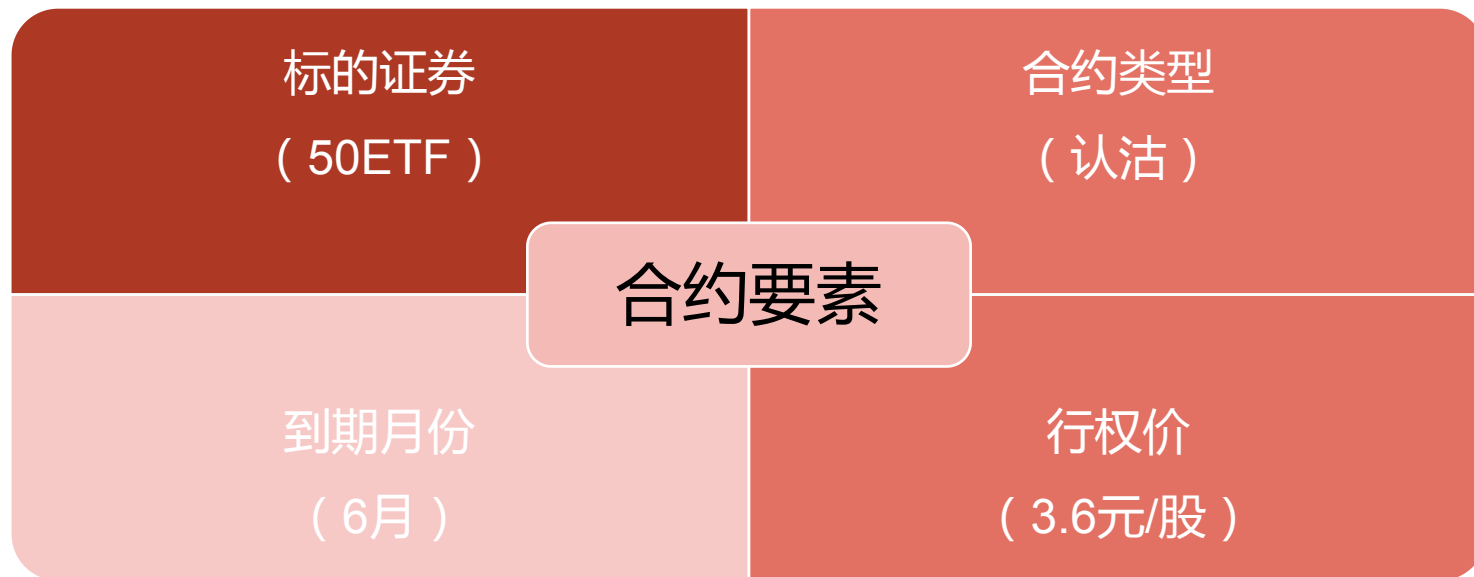 标的证券
（50ETF）
合约类型
（认沽）
合约要素
到期月份
（6月）
行权价
（3.6元/股）